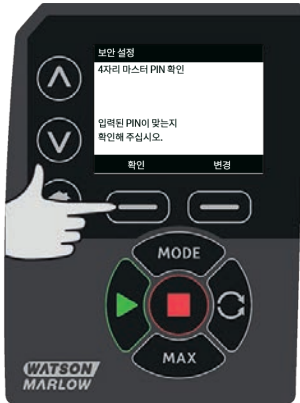 보안 설정
4자리 마스터 PIN 확인
입력된 PIN이 맞는지
확인해 주십시오.
확인 변경
MODE
MAX
WATSON
MARLOW